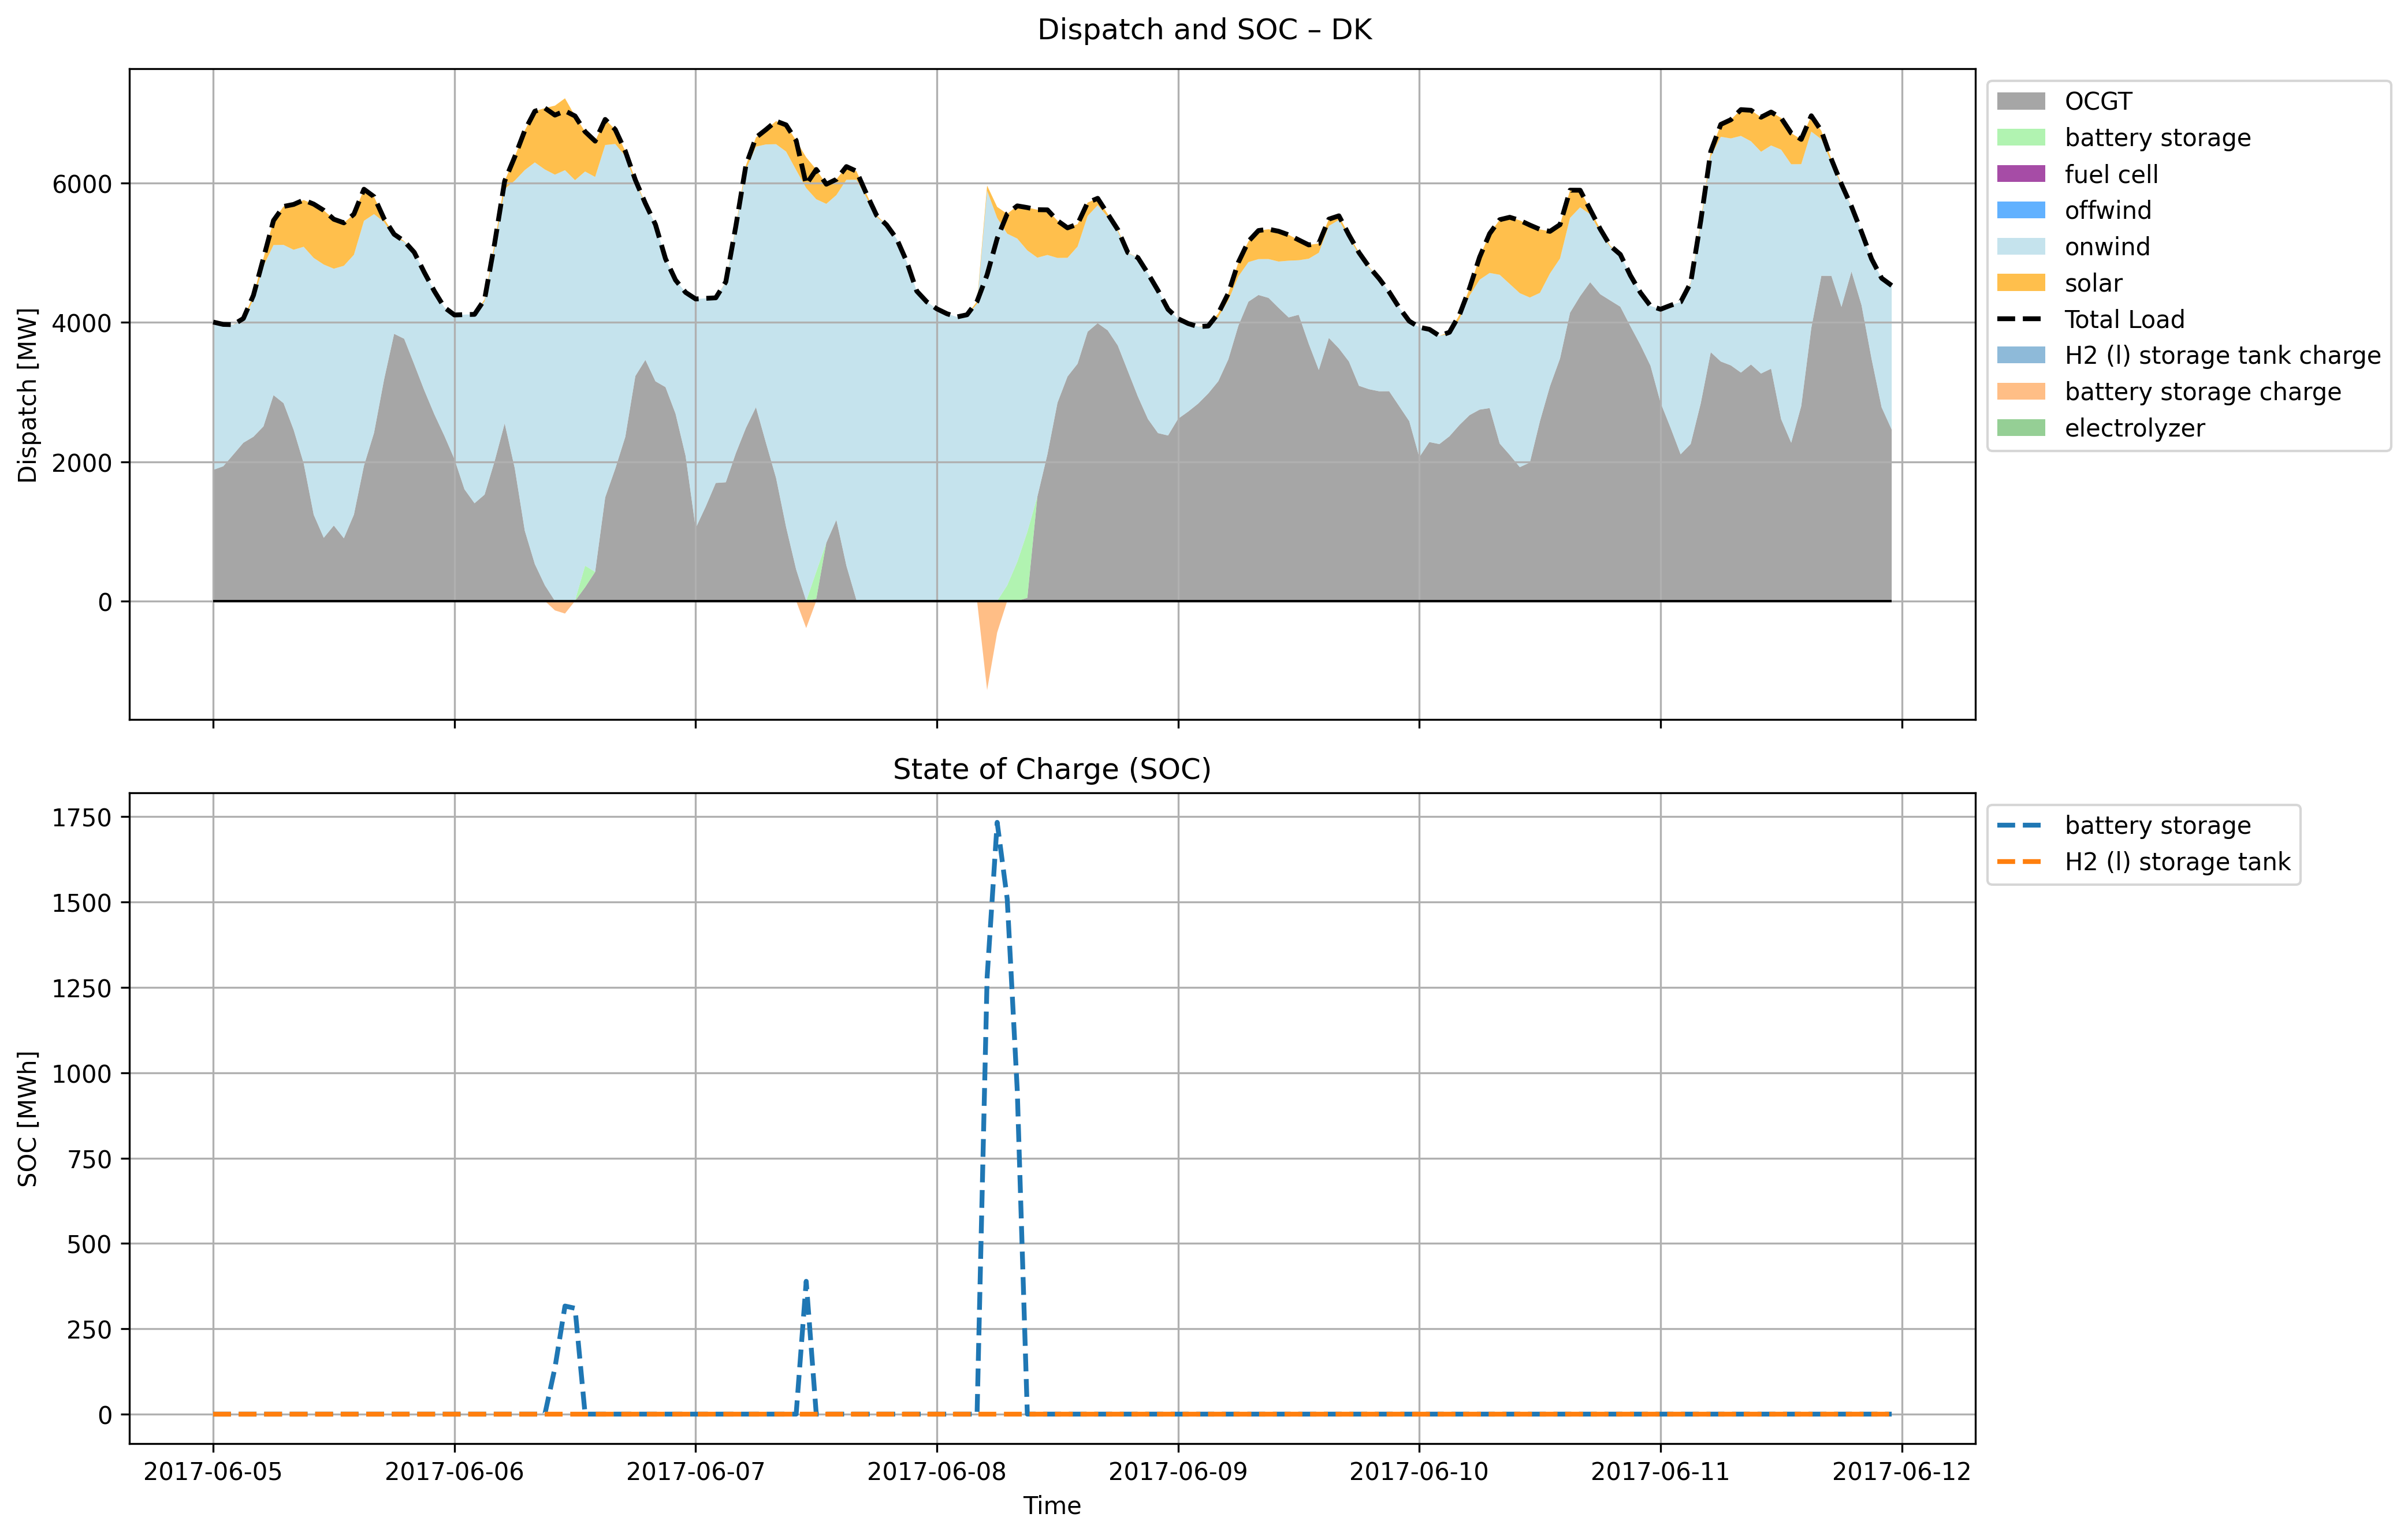 Dispatch and SOC – DK
Dispatch [MW]
6000
4000
2000
0
OCGT
battery storage
fuel cell
offwind
onwind
solar
Total Load
H2 (l) storage tank charge
battery storage charge
electrolyzer
State of Charge (SOC)
SOC [MWh]
1750
1500
1250
1000
750
500
250
0
battery storage
H2 (l) storage tank
2017-06-05
2017-06-06
2017-06-07
2017-06-08
2017-06-09
2017-06-10
2017-06-11
2017-06-12
Time